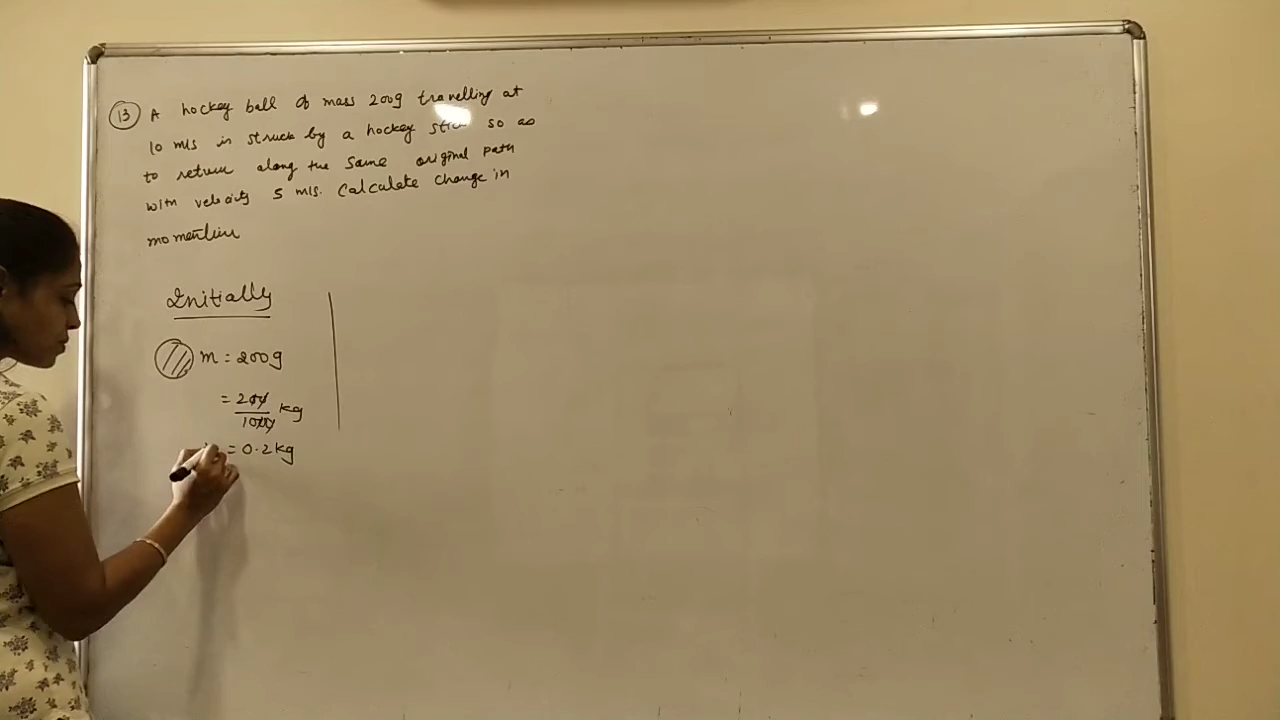 13 A hockey ball of mass 200g travelling at
10 m/s is struck by a hockey stick so as
to return along the same original path
with velocity 5 m/s. Calculate change in
momentum
Initially
m = 200g
= 200/1000 kg
= 0.2 kg